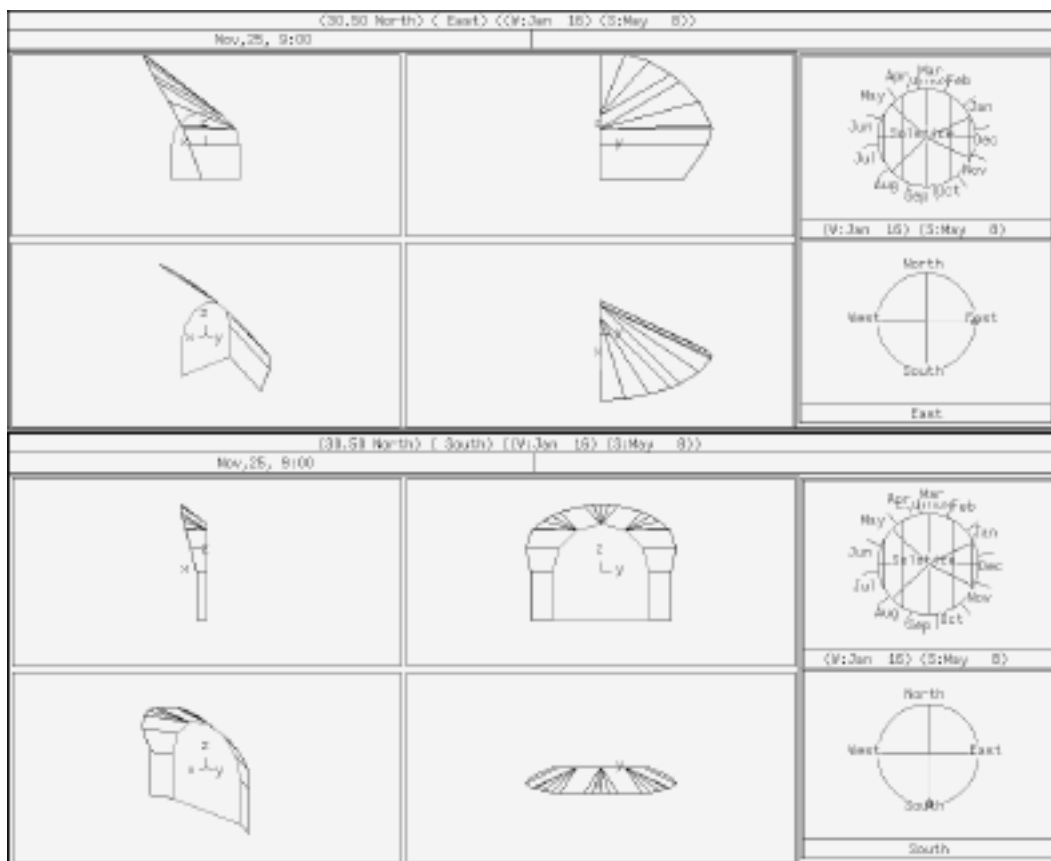 (30.50 North) ( East) ((W:Jan 16) (S:May 8))
Nov,25, 9:00
z
x
y
z
y
z
x
y
y
x
Mar
Apr
Feb
May
Jan
Jun
Solstice
Dec
Jul
Nov
Aug
Oct
Sep
(W:Jan 16) (S:May 8)
North
West
East
South
East
(30.50 North) ( South) ((W:Jan 16) (S:May 8))
Nov,25, 9:00
z
x
z
y
z
x
y
y
Mar
Apr
Feb
May
Jan
Jun
Solstice
Dec
Jul
Nov
Aug
Oct
Sep
(W:Jan 16) (S:May 8)
North
West
East
South
South